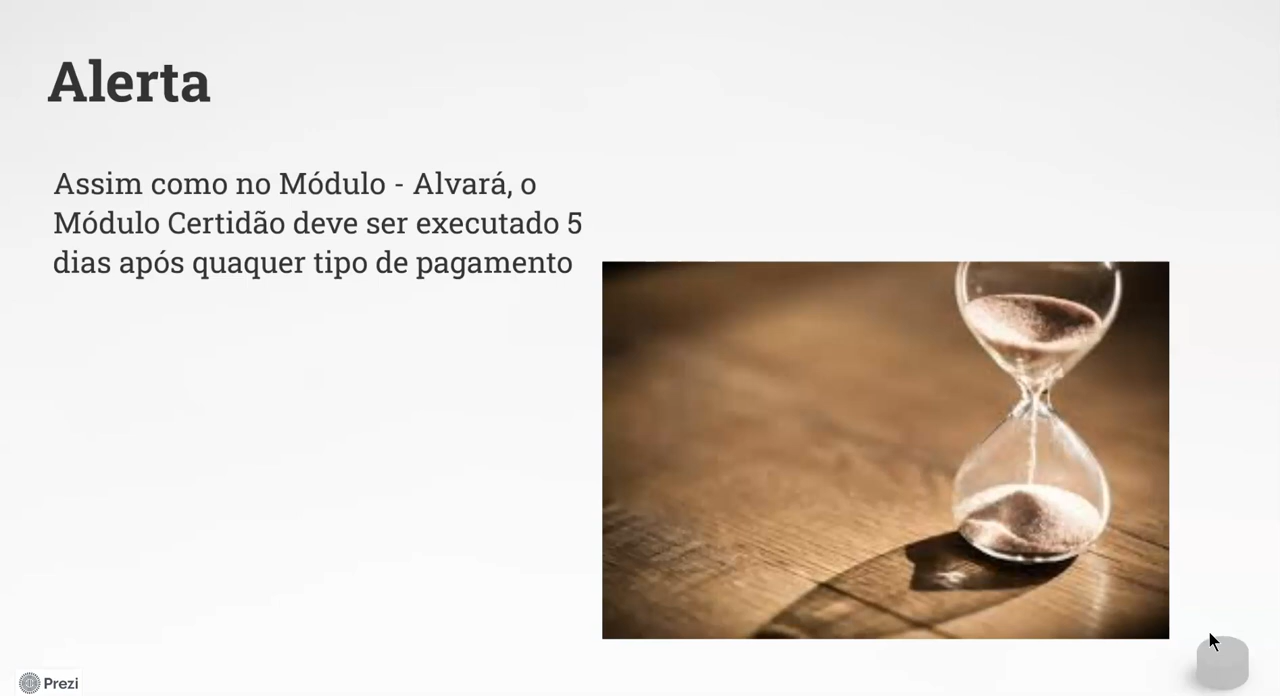 Alerta
Assim como no Módulo - Alvará, o
Módulo Certidão deve ser executado 5
dias após quaquer tipo de pagamento
Prezi